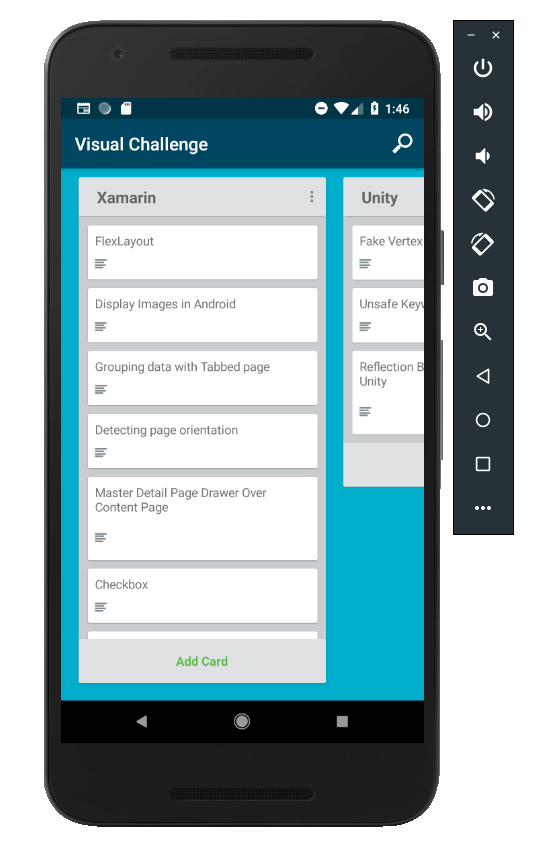 1:46
Visual Challenge
Xamarin
FlexLayout
Display Images in Android
Grouping data with Tabbed page
Detecting page orientation
Master Detail Page Drawer Over
Content Page
Checkbox
Add Card
Unity
Fake Vertex
Unsafe Keyw
Reflection B
Unity